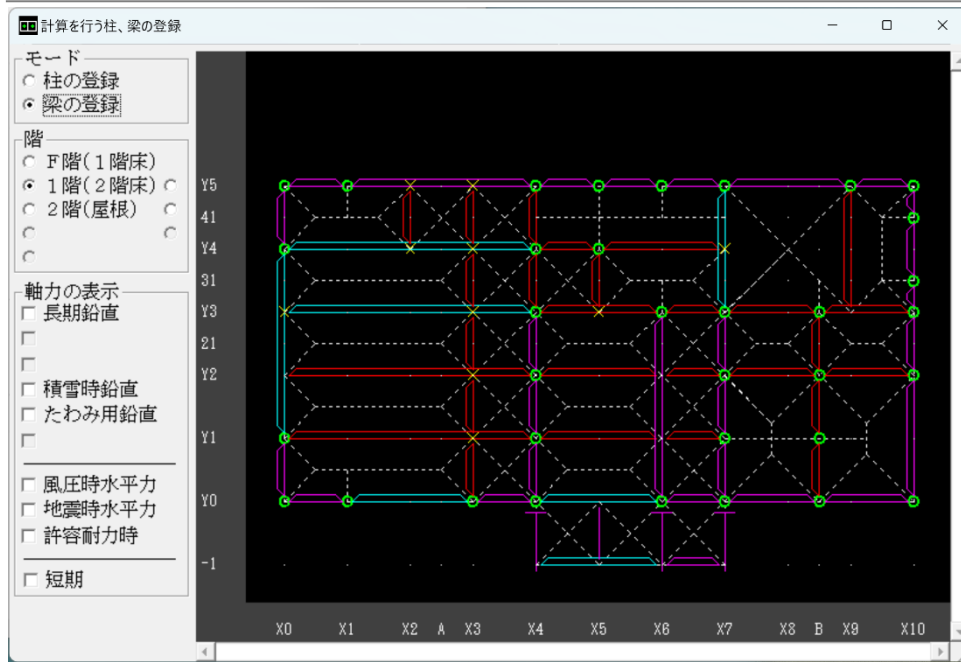 計算を行う柱、梁の登録
モード
柱の登録
梁の登録
階
F階(1階床)
1階(2階床)
2階(屋根)
軸力の表示
長期鉛直
積雪時鉛直
たわみ用鉛直
風圧時水平力
地震時水平力
許容耐力時
短期
Y5
41
Y4
31
Y3
21
Y2
Y1
Y0
-1
X0 X1 X2 A X3 X4 X5 X6 X7 X8 B X9 X10